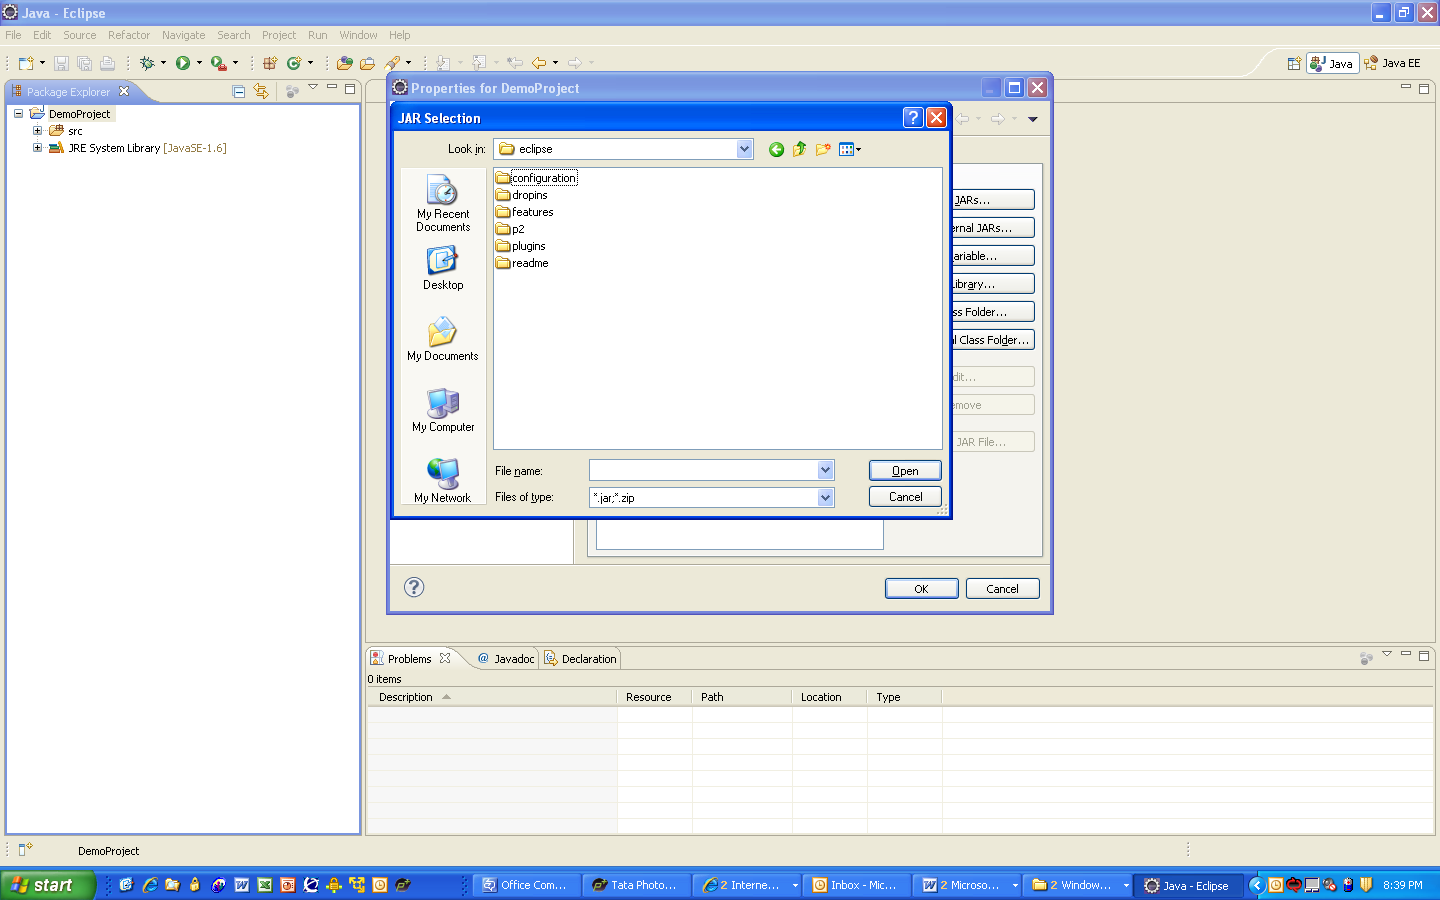 Java - Eclipse
File Edit Source Refactor Navigate Search Project Run Window Help
Java Java EE
Package Explorer
DemoProject
src
JRE System Library [JavaSE-1.6]
Properties for DemoProject
JAR Selection
Look in: eclipse
configuration
dropins
features
p2
plugins
readme
My Recent
Documents
Desktop
My Documents
My Computer
My Network
File name:
Open
Files of type: *.jar;*.zip
Cancel
JARs...
ernal JARs...
ariable...
ibrary...
ss Folder...
l Class Folder...
dit...
emove
JAR File...
OK Cancel
Problems Javadoc Declaration
0 items
Description Resource Path Location Type
DemoProject
start
Office Com...
Tata Photo...
2 Interne...
Inbox - Mic...
2 Microso...
2 Window...
Java - Eclipse
8:39 PM